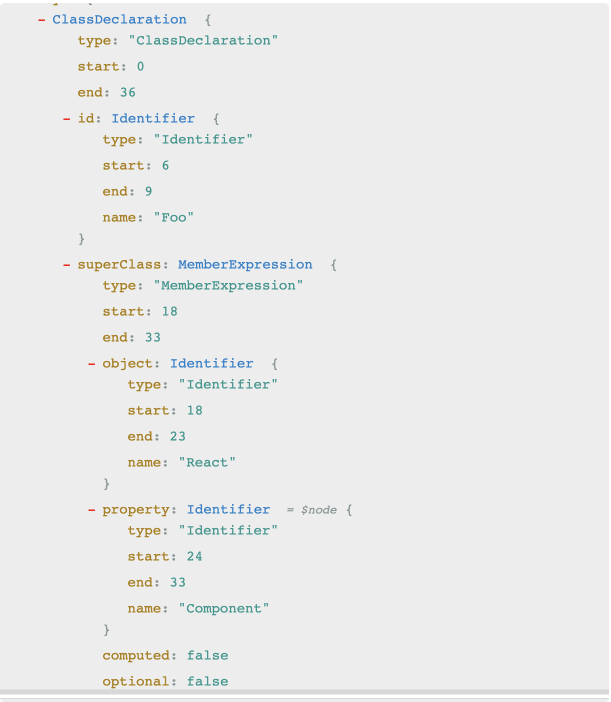 - ClassDeclaration {
type: "ClassDeclaration"
start: 0
end: 36
- id: Identifier {
type: "Identifier"
start: 6
end: 9
name: "Foo"
}
- superClass: MemberExpression {
type: "MemberExpression"
start: 18
end: 33
- object: Identifier {
type: "Identifier"
start: 18
end: 23
name: "React"
}
- property: Identifier = $node {
type: "Identifier"
start: 24
end: 33
name: "Component"
}
computed: false
optional: false